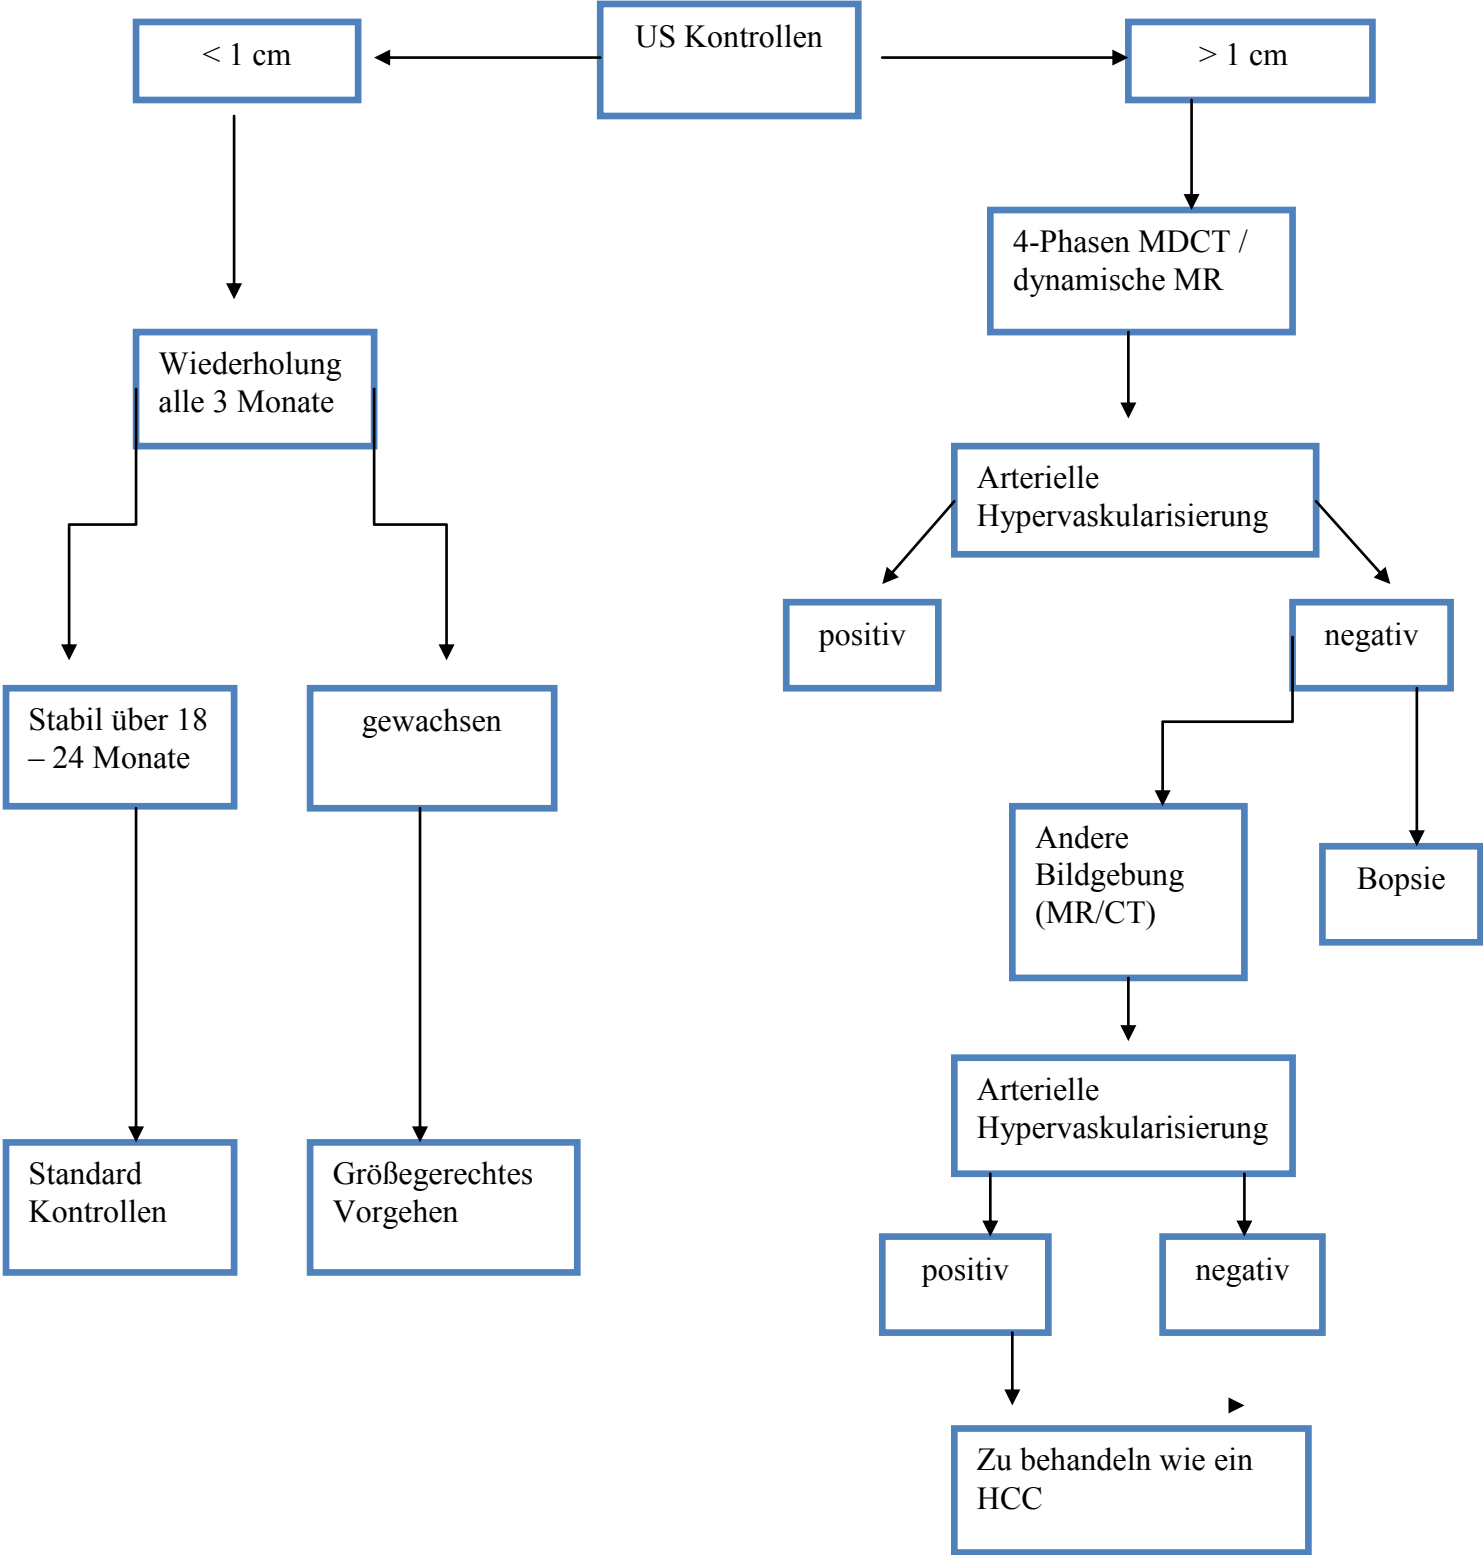 US Kontrollen
< 1 cm
> 1 cm
4-Phasen MDCT /
dynamische MR
Wiederholung
alle 3 Monate
Arterielle
Hypervaskularisierung
positiv
negativ
Stabil über 18
– 24 Monate
gewachsen
Andere
Bildgebung
(MR/CT)
Bopsie
Arterielle
Hypervaskularisierung
Standard
Kontrollen
Größegerechtes
Vorgehen
positiv
negativ
Zu behandeln wie ein
HCC